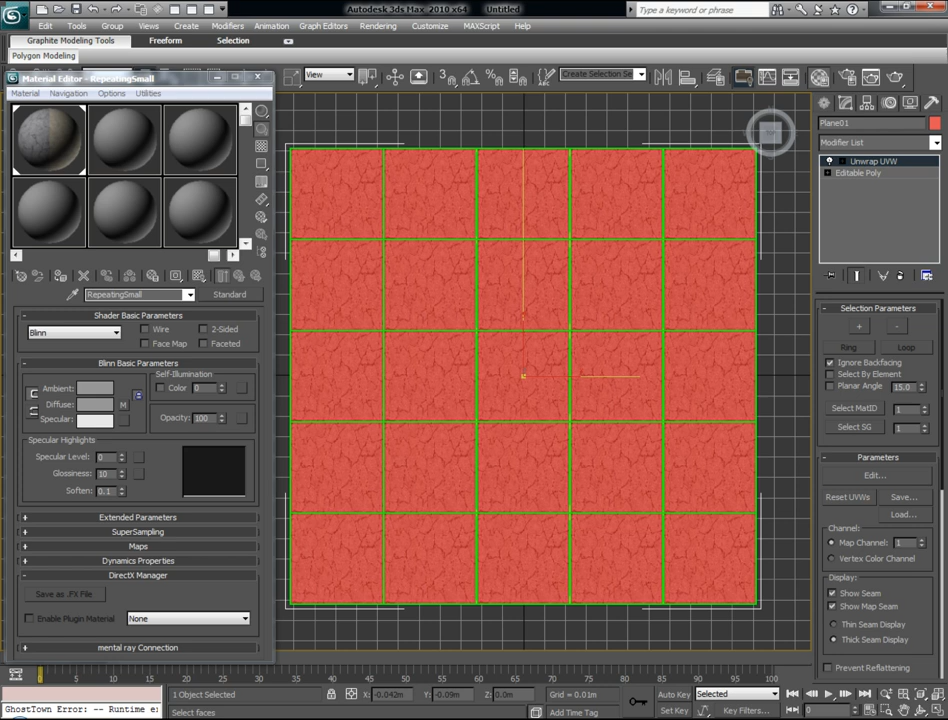 Autodesk 3ds Max 2010 x64
Untitled
Type a keyword or phrase
Edit
Tools
Group
Views
Create
Modifiers
Animation
Graph Editors
Rendering
Customize
MAXScript
Help
Graphite Modeling Tools
Freeform
Selection
Polygon Modeling
Material Editor - RepeatingSmall
Material
Navigation
Options
Utilities
View
Create Selection Se
RepeatingSmall
Standard
Shader Basic Parameters
Blinn
Wire
2-Sided
Face Map
Faceted
Blinn Basic Parameters
Self-Illumination
Ambient:
Color
0
Diffuse:
M
Specular:
Opacity:
100
Specular Highlights
Specular Level:
0
Glossiness:
10
Soften:
0.1
Extended Parameters
SuperSampling
Maps
Dynamics Properties
DirectX Manager
Save as .FX File
Enable Plugin Material
None
mental ray Connection
Plane01
Modifier List
Unwrap UVW
Editable Poly
Selection Parameters
+
-
Ring
Loop
Ignore Backfacing
Select By Element
Planar Angle
15.0
Select MatID
1
Select SG
1
Parameters
Edit...
Reset UVWs
Save...
Load...
Channel:
Map Channel:
1
Vertex Color Channel
Display:
Show Seam
Show Map Seam
Thin Seam Display
Thick Seam Display
Prevent Reflattening
0 5 10 15 20 25 30 35 40 45 50 55 60 65 70 75 80 85 90 95 100
1 Object Selected
X: -0.042m
Y: -0.09m
Z: 0.0m
Grid = 0.01m
Auto Key
Selected
GhostTown Error: -- Runtime e
Select faces
Add Time Tag
Set Key
Key Filters...
0